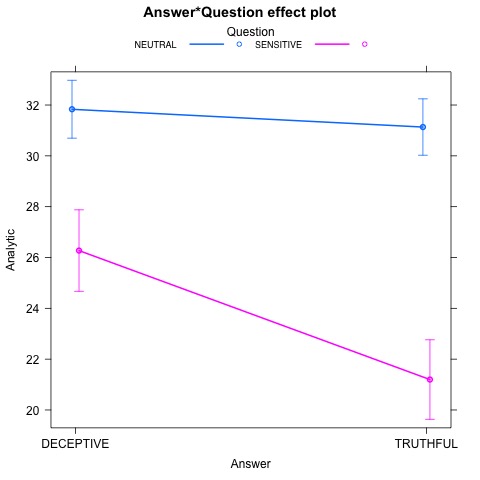 Answer*Question effect plot
Question
NEUTRAL SENSITIVE
32
30
28
26
24
22
20
Analytic
DECEPTIVE TRUTHFUL
Answer